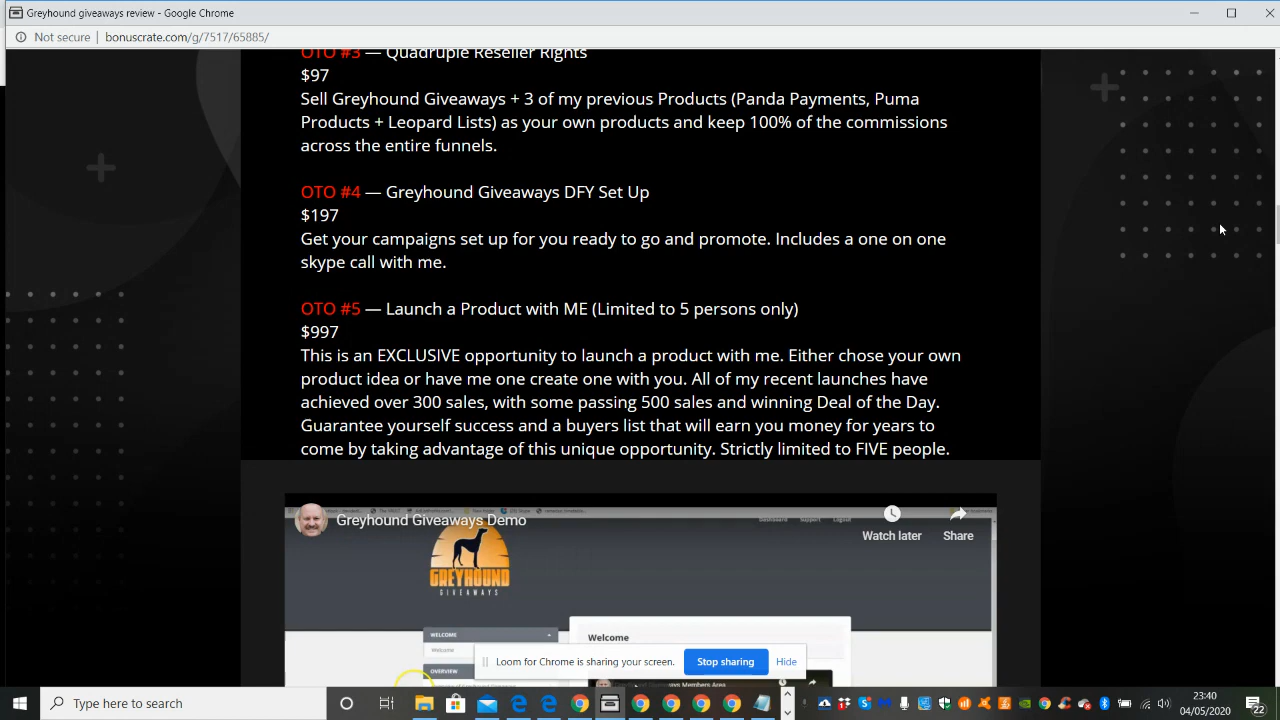 Greyhound giveaways review - Google Chrome
Not secure | bonuscrate.com/g/7517/65885/
OTO #3 — Quadruple Reseller Rights
$97
Sell Greyhound Giveaways + 3 of my previous Products (Panda Payments, Puma
Products + Leopard Lists) as your own products and keep 100% of the commissions
across the entire funnels.
OTO #4 — Greyhound Giveaways DFY Set Up
$197
Get your campaigns set up for you ready to go and promote. Includes a one on one
skype call with me.
OTO #5 — Launch a Product with ME (Limited to 5 persons only)
$997
This is an EXCLUSIVE opportunity to launch a product with me. Either chose your own
product idea or have me one create one with you. All of my recent launches have
achieved over 300 sales, with some passing 500 sales and winning Deal of the Day.
Guarantee yourself success and a buyers list that will earn you money for years to
come by taking advantage of this unique opportunity. Strictly limited to FIVE people.
Greyhound Giveaways Demo
Watch later Share
Dashboard Support Logout
GREYHOUND
GIVEAWAYS
WELCOME
Welcome
Welcome
OVERVIEW
Loom for Chrome is sharing your screen. Stop sharing Hide
Members Area
Type here to search
23:40
04/05/2020
22